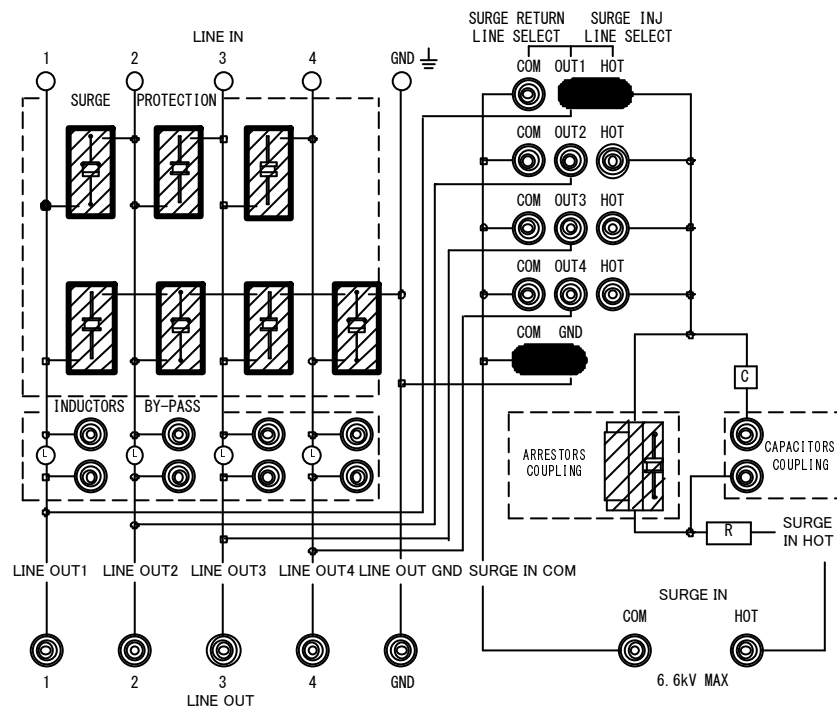 LINE IN
1 2 3 4 GND
SURGE PROTECTION
SURGE RETURN LINE SELECT
SURGE INJ LINE SELECT
COM OUT1 HOT
COM OUT2 HOT
COM OUT3 HOT
COM OUT4 HOT
COM GND
INDUCTORS BY-PASS
L L L L
C
ARRESTORS COUPLING
CAPACITORS COUPLING
R
SURGE IN HOT
LINE OUT1 LINE OUT2 LINE OUT3 LINE OUT4 LINE OUT GND SURGE IN COM
SURGE IN
COM HOT
6.6kV MAX
1 2 3 4 GND
LINE OUT